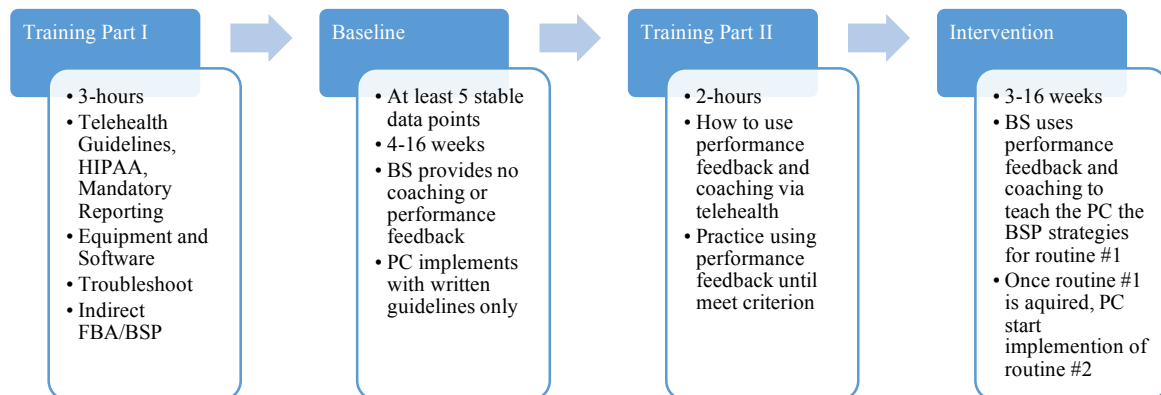 Training Part I
• 3-hours
• Telehealth
Guidelines,
HIPAA,
Mandatory
Reporting
• Equipment and
Software
• Troubleshoot
• Indirect
FBA/BSP
Baseline
• At least 5 stable
data points
• 4-16 weeks
• BS provides no
coaching or
performance
feedback
• PC implements
with written
guidelines only
Training Part II
• 2-hours
• How to use
performance
feedback and
coaching via
telehealth
• Practice using
performance
feedback until
meet criterion
Intervention
• 3-16 weeks
• BS uses
performance
feedback and
coaching to
teach the PC the
BSP strategies
for routine #1
• Once routine #1
is aquired, PC
start
implemention of
routine #2